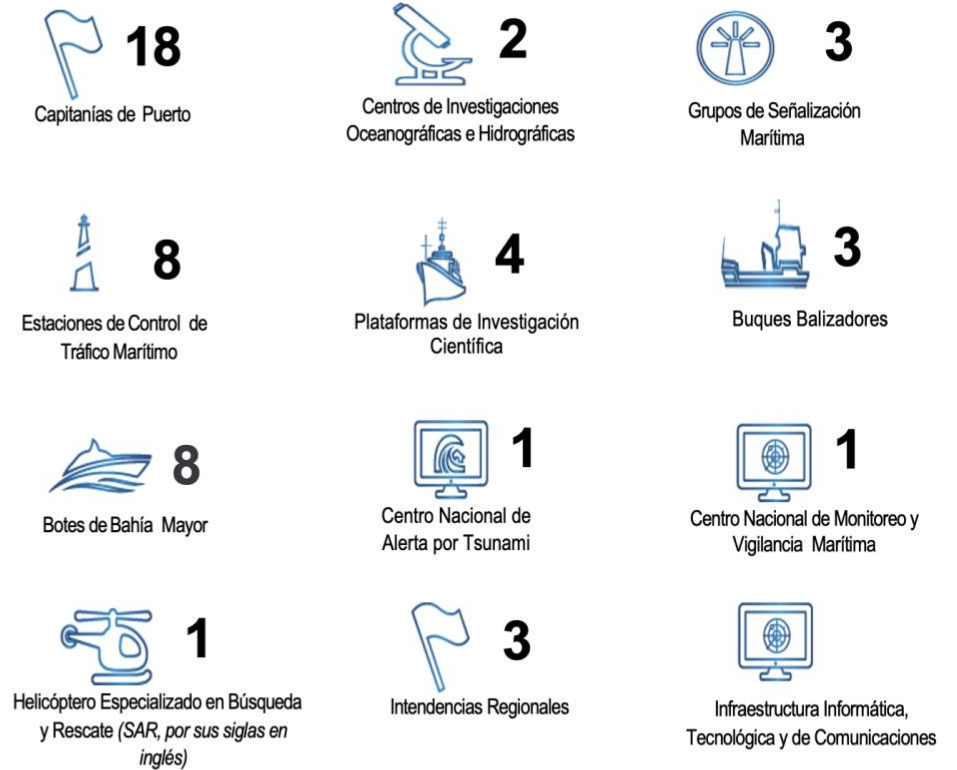 18
Capitanías de Puerto
2
Centros de Investigaciones
Oceanográficas e Hidrográficas
3
Grupos de Señalización
Marítima
8
Estaciones de Control de
Tráfico Marítimo
4
Plataformas de Investigación
Científica
3
Buques Balizadores
8
Botes de Bahía Mayor
1
Centro Nacional de
Alerta por Tsunami
1
Centro Nacional de Monitoreo y
Vigilancia Marítima
1
Helicóptero Especializado en Búsqueda
y Rescate (SAR, por sus siglas en
inglés)
3
Intendencias Regionales
Infraestructura Informática,
Tecnológica y de Comunicaciones